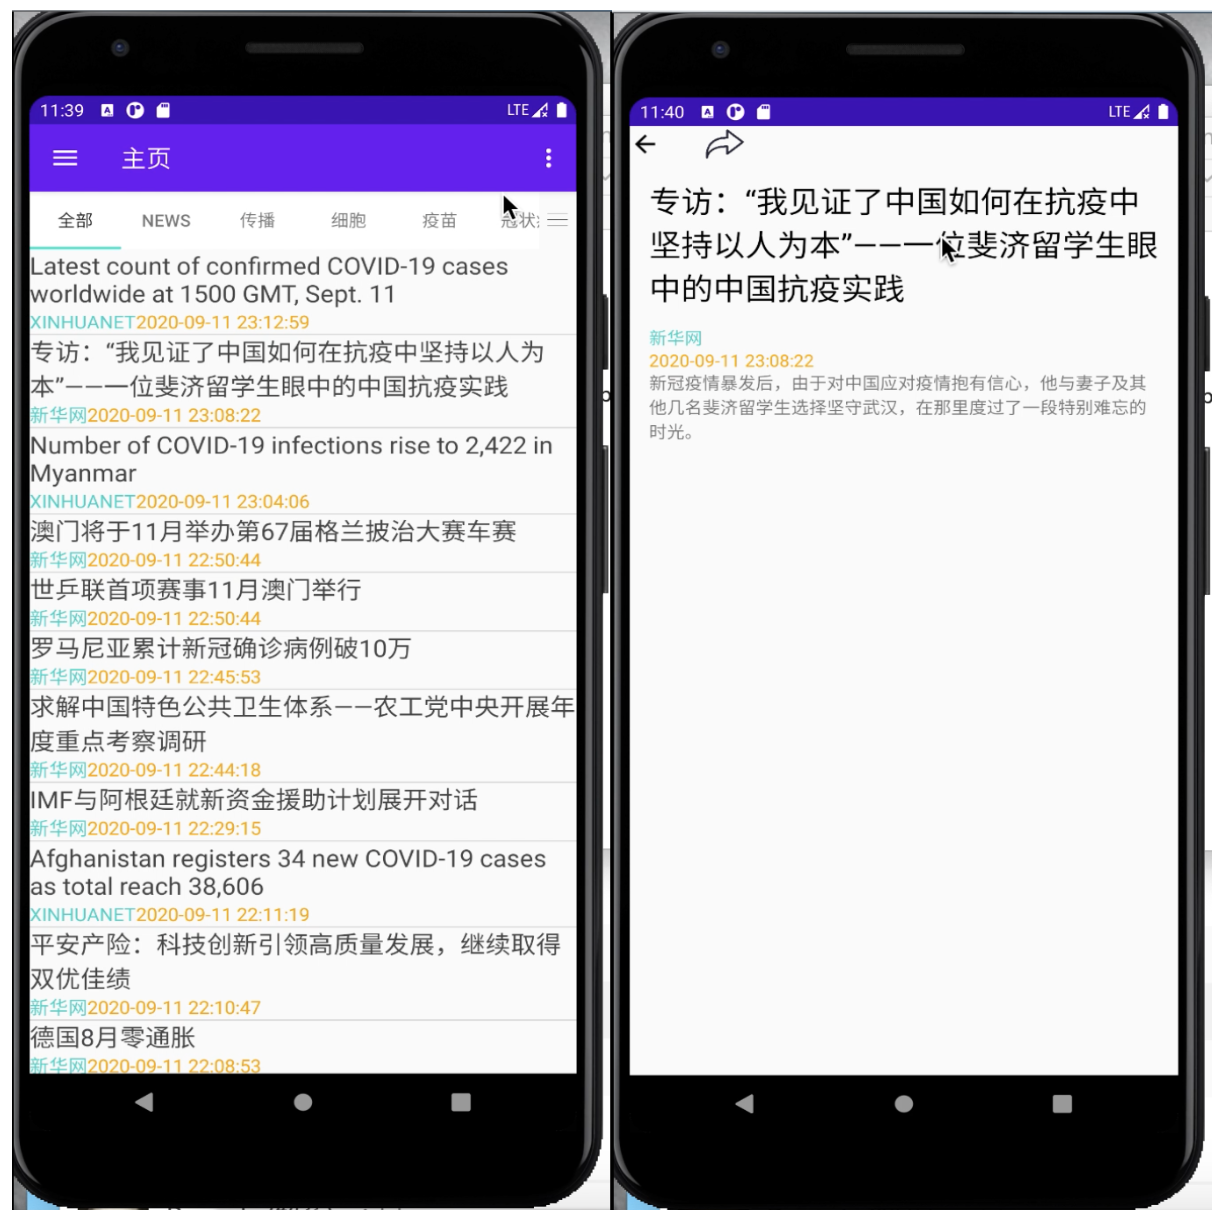 11:39
LTE
主页
全部 NEWS 传播 细胞 疫苗 冠状
Latest count of confirmed COVID-19 cases
worldwide at 1500 GMT, Sept. 11
XINHUANET2020-09-11 23:12:59
专访：“我见证了中国如何在抗疫中坚持以人为
本”——一位斐济留学生眼中的中国抗疫实践
新华网2020-09-11 23:08:22
Number of COVID-19 infections rise to 2,422 in
Myanmar
XINHUANET2020-09-11 23:04:06
澳门将于11月举办第67届格兰披治大赛车赛
新华网2020-09-11 22:50:44
世乒联首项赛事11月澳门举行
新华网2020-09-11 22:50:44
罗马尼亚累计新冠确诊病例破10万
新华网2020-09-11 22:45:53
求解中国特色公共卫生体系——农工党中央开展年
度重点考察调研
新华网2020-09-11 22:44:18
IMF与阿根廷就新资金援助计划展开对话
新华网2020-09-11 22:29:15
Afghanistan registers 34 new COVID-19 cases
as total reach 38,606
XINHUANET2020-09-11 22:11:19
平安产险：科技创新引领高质量发展，继续取得
双优佳绩
新华网2020-09-11 22:10:47
德国8月零通胀
新华网2020-09-11 22:08:53
11:40
LTE
专访：“我见证了中国如何在抗疫中
坚持以人为本”——一位斐济留学生眼
中的中国抗疫实践
新华网
2020-09-11 23:08:22
新冠疫情暴发后，由于对中国应对疫情抱有信心，他与妻子及其
他几名斐济留学生选择坚守武汉，在那里度过了一段特别难忘的
时光。